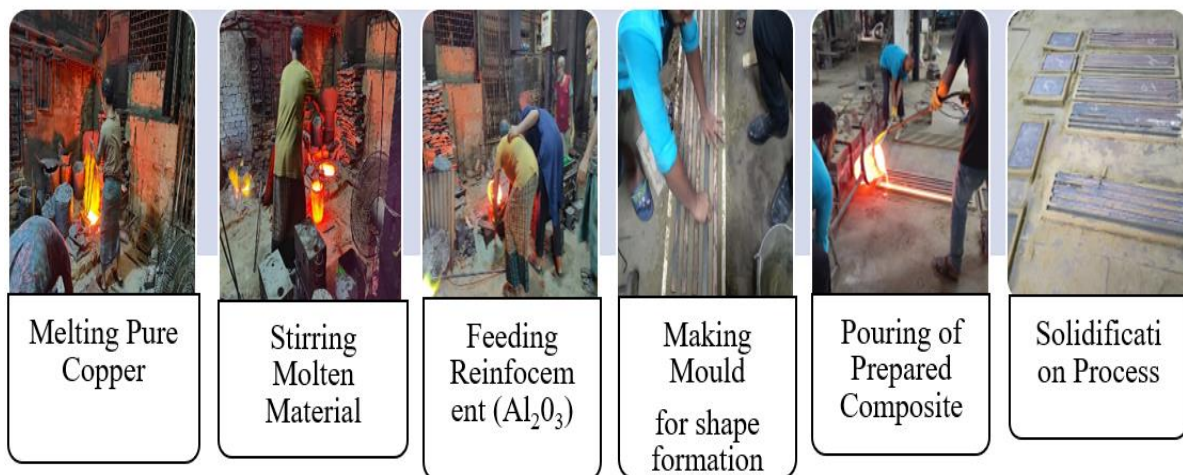 Melting Pure
Copper
Stirring
Molten
Material
Feeding
Reinfocem
ent (Al₂0₃)
Making
Mould
for shape
formation
Pouring of
Prepared
Composite
Solidificati
on Process